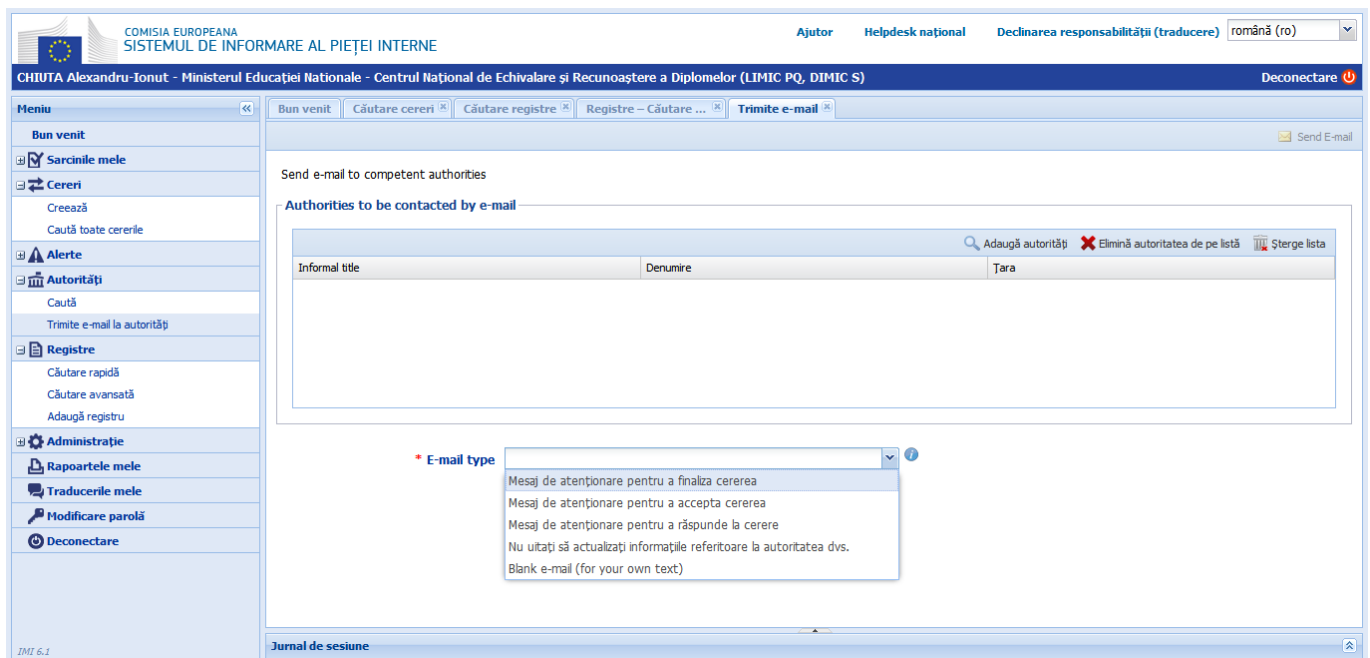 COMISIA EUROPEANA
SISTEMUL DE INFORMARE AL PIEȚEI INTERNE
Ajutor Helpdesk național Declinarea responsabilității (traducere) română (ro)
CHIUTA Alexandru-Ionut - Ministerul Educației Nationale - Centrul Național de Echivalare și Recunoaștere a Diplomelor (LIMIC PQ, DIMIC S) Deconectare
Meniu
Bun venit
Sarcinile mele
Cereri
Creează
Caută toate cererile
Alerte
Autorități
Caută
Trimite e-mail la autorități
Registre
Căutare rapidă
Căutare avansată
Adaugă registru
Administrație
Rapoartele mele
Traducerile mele
Modificare parolă
Deconectare
IMI 6.1
Bun venit Căutare cereri Căutare registre Registre – Căutare ... Trimite e-mail
Send E-mail
Send e-mail to competent authorities
Authorities to be contacted by e-mail
Adaugă autorități Elimină autoritatea de pe listă Șterge lista
Informal title Denumire Țara
* E-mail type
Mesaj de atenționare pentru a finaliza cererea
Mesaj de atenționare pentru a accepta cererea
Mesaj de atenționare pentru a răspunde la cerere
Nu uitați să actualizați informațiile referitoare la autoritatea dvs.
Blank e-mail (for your own text)
Jurnal de sesiune